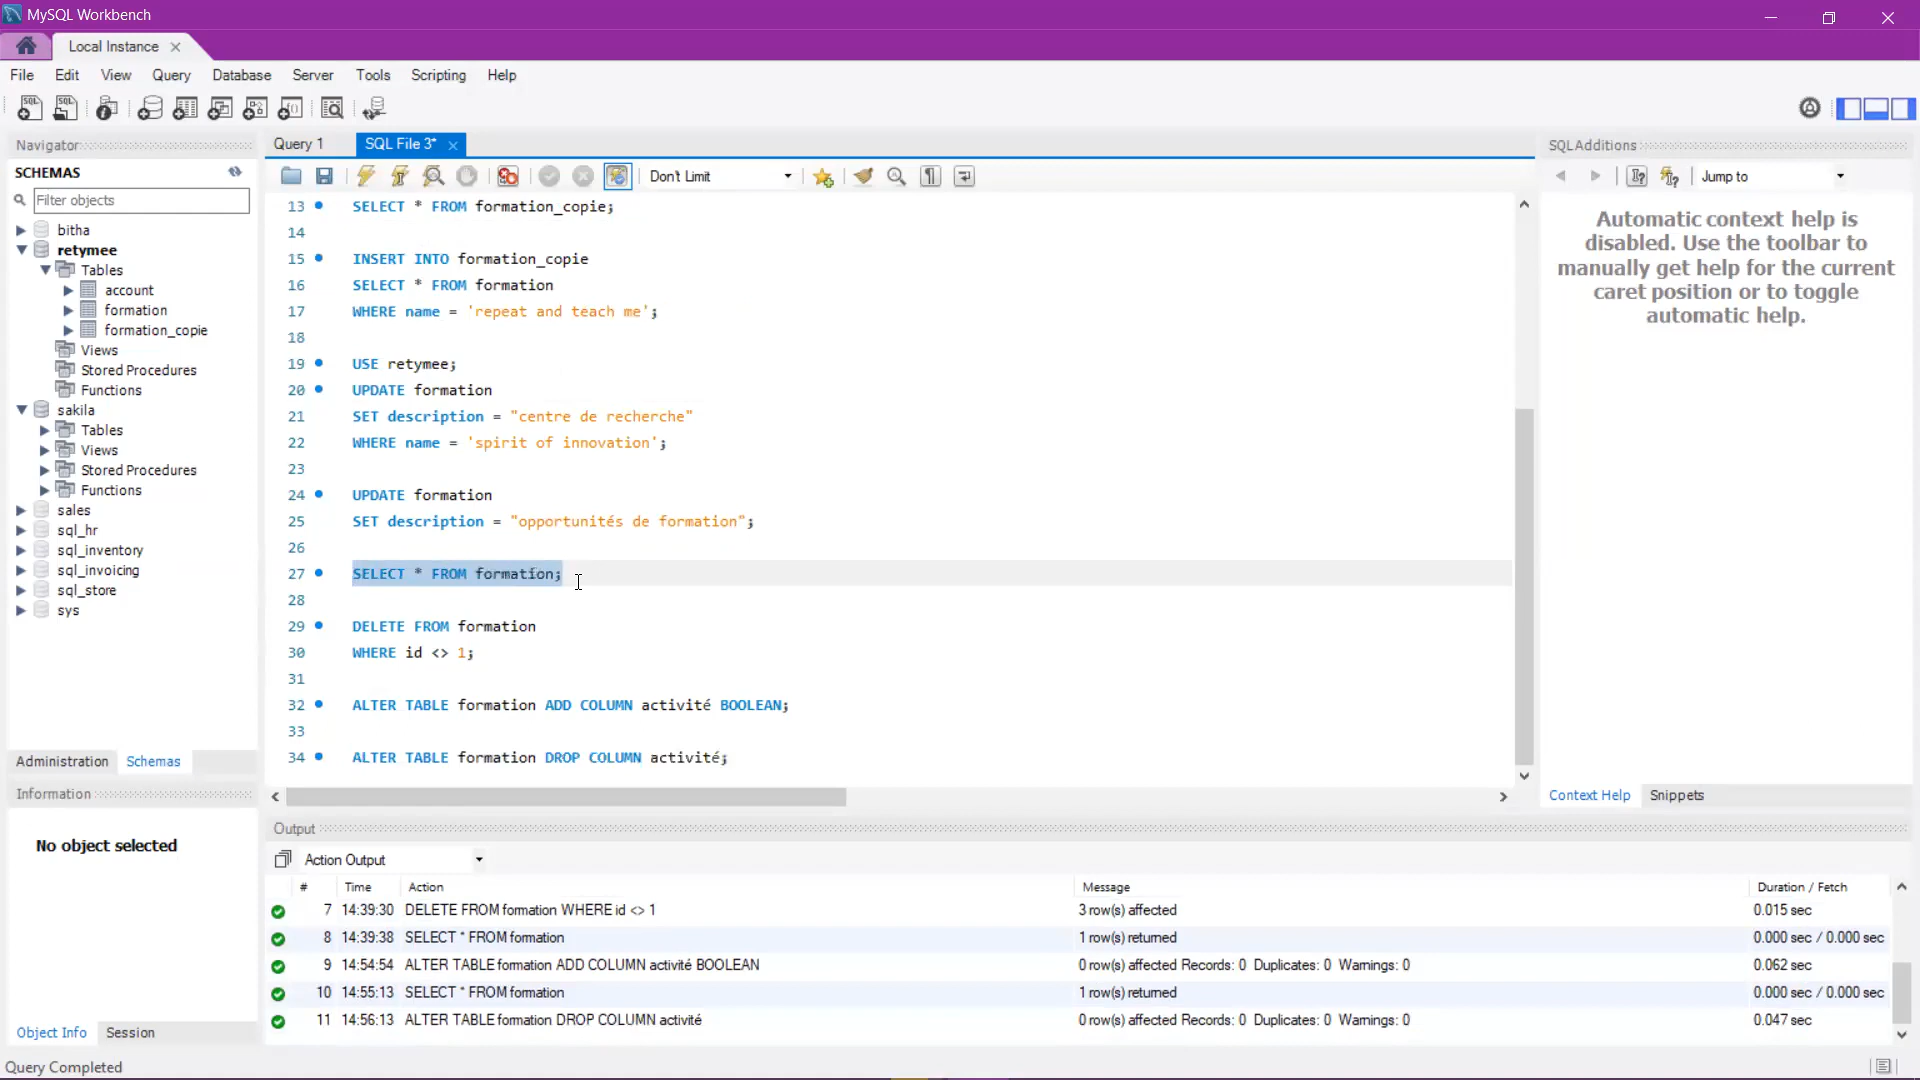 MySQL Workbench
Local Instance
File Edit View Query Database Server Tools Scripting Help
Navigator
SCHEMAS
Filter objects
bitha
retymee
Tables
account
formation
formation_copie
Views
Stored Procedures
Functions
sakila
Tables
Views
Stored Procedures
Functions
sales
sql_hr
sql_inventory
sql_invoicing
sql_store
sys
Administration Schemas
Information
No object selected
Object Info Session
Query 1 SQL File 3*
Don't Limit
13 SELECT * FROM formation_copie;
14
15 INSERT INTO formation_copie
16 SELECT * FROM formation
17 WHERE name = 'repeat and teach me';
18
19 USE retymee;
20 UPDATE formation
21 SET description = "centre de recherche"
22 WHERE name = 'spirit of innovation';
23
24 UPDATE formation
25 SET description = "opportunités de formation";
26
27 SELECT * FROM formation;
28
29 DELETE FROM formation
30 WHERE id <> 1;
31
32 ALTER TABLE formation ADD COLUMN activité BOOLEAN;
33
34 ALTER TABLE formation DROP COLUMN activité;
SQLAdditions
Jump to
Automatic context help is
disabled. Use the toolbar to
manually get help for the current
caret position or to toggle
automatic help.
Context Help Snippets
Output
Action Output
# Time Action Message Duration / Fetch
7 14:39:30 DELETE FROM formation WHERE id <> 1 3 row(s) affected 0.015 sec
8 14:39:38 SELECT * FROM formation 1 row(s) returned 0.000 sec / 0.000 sec
9 14:54:54 ALTER TABLE formation ADD COLUMN activité BOOLEAN 0 row(s) affected Records: 0 Duplicates: 0 Warnings: 0 0.062 sec
10 14:55:13 SELECT * FROM formation 1 row(s) returned 0.000 sec / 0.000 sec
11 14:56:13 ALTER TABLE formation DROP COLUMN activité 0 row(s) affected Records: 0 Duplicates: 0 Warnings: 0 0.047 sec
Query Completed